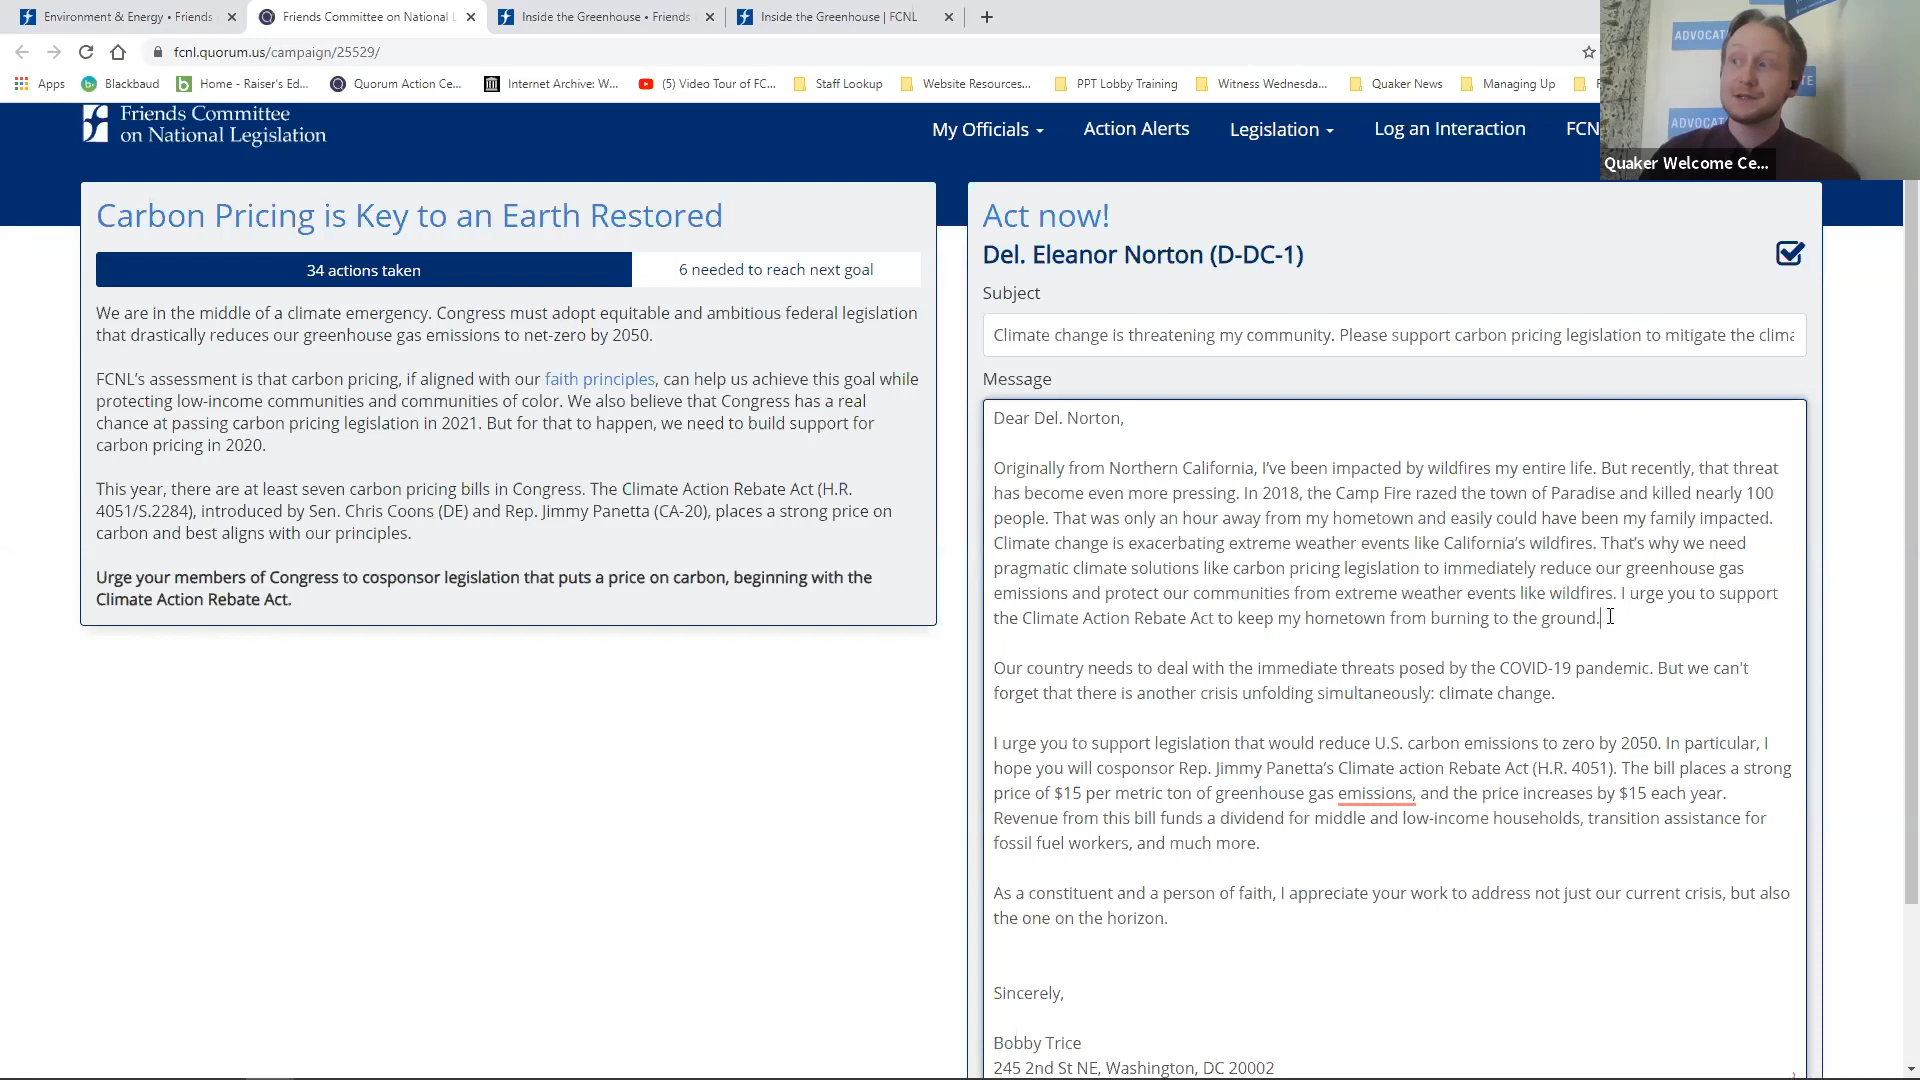 Environment & Energy • Friends
Friends Committee on National L
Inside the Greenhouse • Friends
Inside the Greenhouse | FCNL
fcnl.quorum.us/campaign/25529/
Apps
Blackbaud
Home - Raiser's Ed...
Quorum Action Ce...
Internet Archive: W...
(5) Video Tour of FC...
Staff Lookup
Website Resources...
PPT Lobby Training
Witness Wednesda...
Quaker News
Managing Up
ADVOCATE
ADVOCAT
Quaker Welcome Ce...
Friends Committee
on National Legislation
My Officials
Action Alerts
Legislation
Log an Interaction
FCN
Carbon Pricing is Key to an Earth Restored
34 actions taken
6 needed to reach next goal
We are in the middle of a climate emergency. Congress must adopt equitable and ambitious federal legislation
that drastically reduces our greenhouse gas emissions to net-zero by 2050.
FCNL's assessment is that carbon pricing, if aligned with our faith principles, can help us achieve this goal while
protecting low-income communities and communities of color. We also believe that Congress has a real
chance at passing carbon pricing legislation in 2021. But for that to happen, we need to build support for
carbon pricing in 2020.
This year, there are at least seven carbon pricing bills in Congress. The Climate Action Rebate Act (H.R.
4051/S.2284), introduced by Sen. Chris Coons (DE) and Rep. Jimmy Panetta (CA-20), places a strong price on
carbon and best aligns with our principles.
Urge your members of Congress to cosponsor legislation that puts a price on carbon, beginning with the
Climate Action Rebate Act.
Act now!
Del. Eleanor Norton (D-DC-1)
Subject
Climate change is threatening my community. Please support carbon pricing legislation to mitigate the clima
Message
Dear Del. Norton,
Originally from Northern California, I've been impacted by wildfires my entire life. But recently, that threat
has become even more pressing. In 2018, the Camp Fire razed the town of Paradise and killed nearly 100
people. That was only an hour away from my hometown and easily could have been my family impacted.
Climate change is exacerbating extreme weather events like California's wildfires. That's why we need
pragmatic climate solutions like carbon pricing legislation to immediately reduce our greenhouse gas
emissions and protect our communities from extreme weather events like wildfires. I urge you to support
the Climate Action Rebate Act to keep my hometown from burning to the ground.
Our country needs to deal with the immediate threats posed by the COVID-19 pandemic. But we can't
forget that there is another crisis unfolding simultaneously: climate change.
I urge you to support legislation that would reduce U.S. carbon emissions to zero by 2050. In particular, I
hope you will cosponsor Rep. Jimmy Panetta's Climate action Rebate Act (H.R. 4051). The bill places a strong
price of $15 per metric ton of greenhouse gas emissions, and the price increases by $15 each year.
Revenue from this bill funds a dividend for middle and low-income households, transition assistance for
fossil fuel workers, and much more.
As a constituent and a person of faith, I appreciate your work to address not just our current crisis, but also
the one on the horizon.
Sincerely,
Bobby Trice
245 2nd St NE, Washington, DC 20002